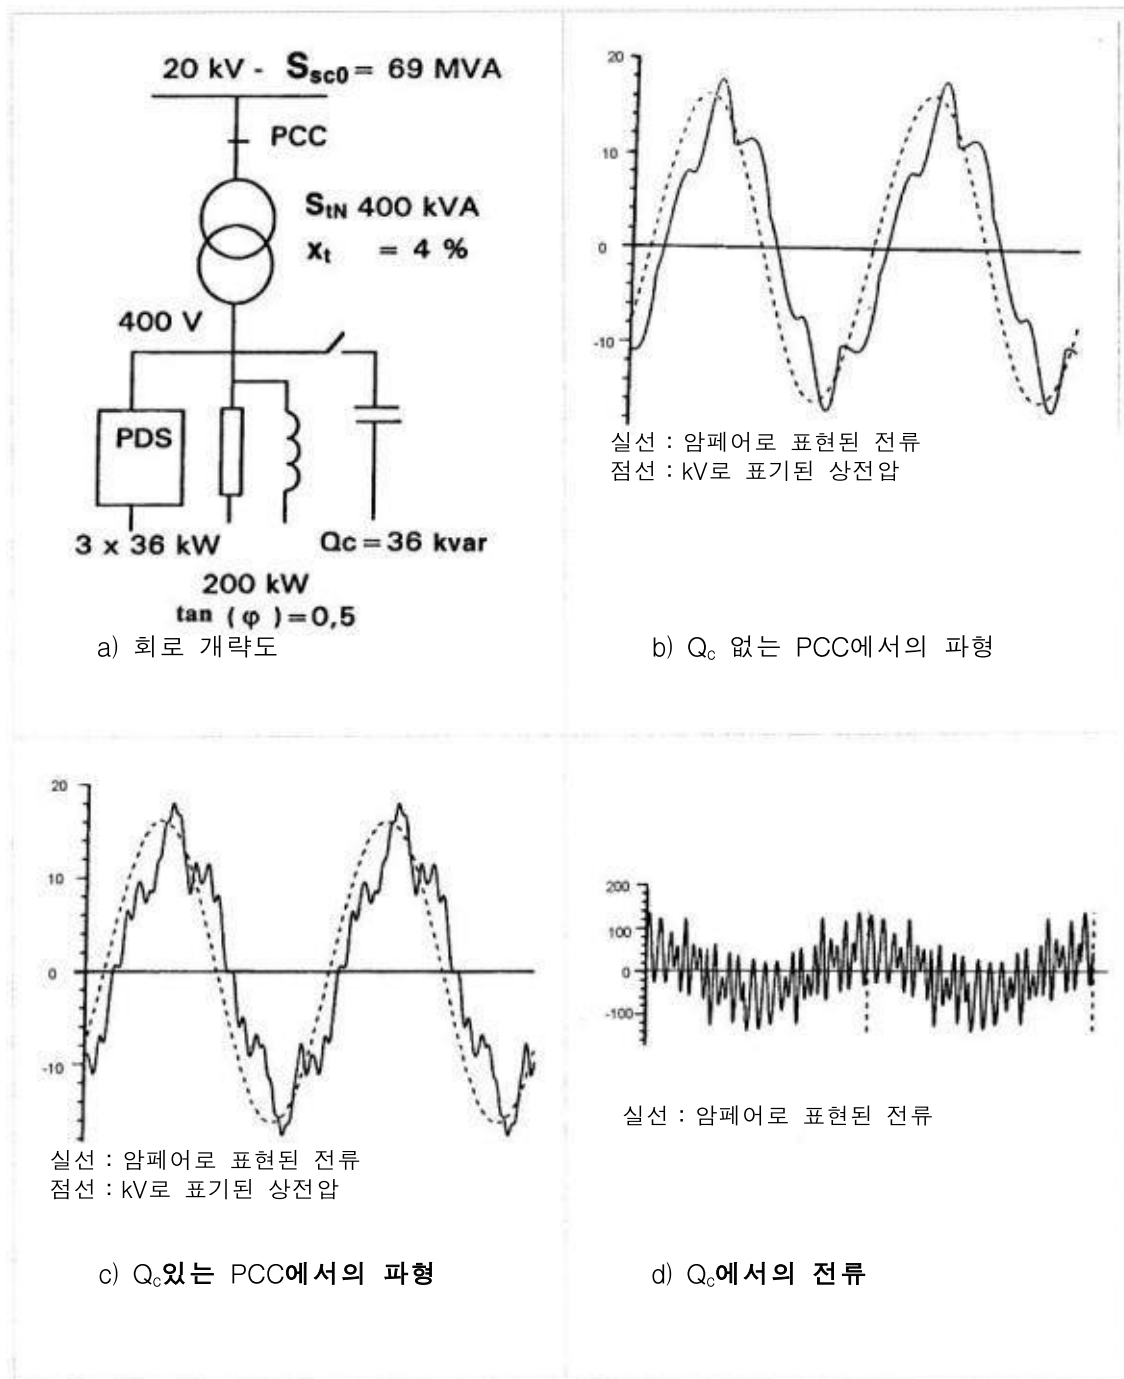 20 kV - Ssc0 = 69 MVA
PCC
StN 400 kVA
xt = 4 %
400 V
PDS
3 x 36 kW
Qc = 36 kvar
200 kW
tan ( φ ) = 0,5
a) 회로 개략도
20
10
0
-10
실선 : 암페어로 표현된 전류
점선 : kV로 표기된 상전압
b) Qc 없는 PCC에서의 파형
20
10
0
-10
실선 : 암페어로 표현된 전류
점선 : kV로 표기된 상전압
c) Qc있는 PCC에서의 파형
200
100
0
-100
실선 : 암페어로 표현된 전류
d) Qc에서의 전류